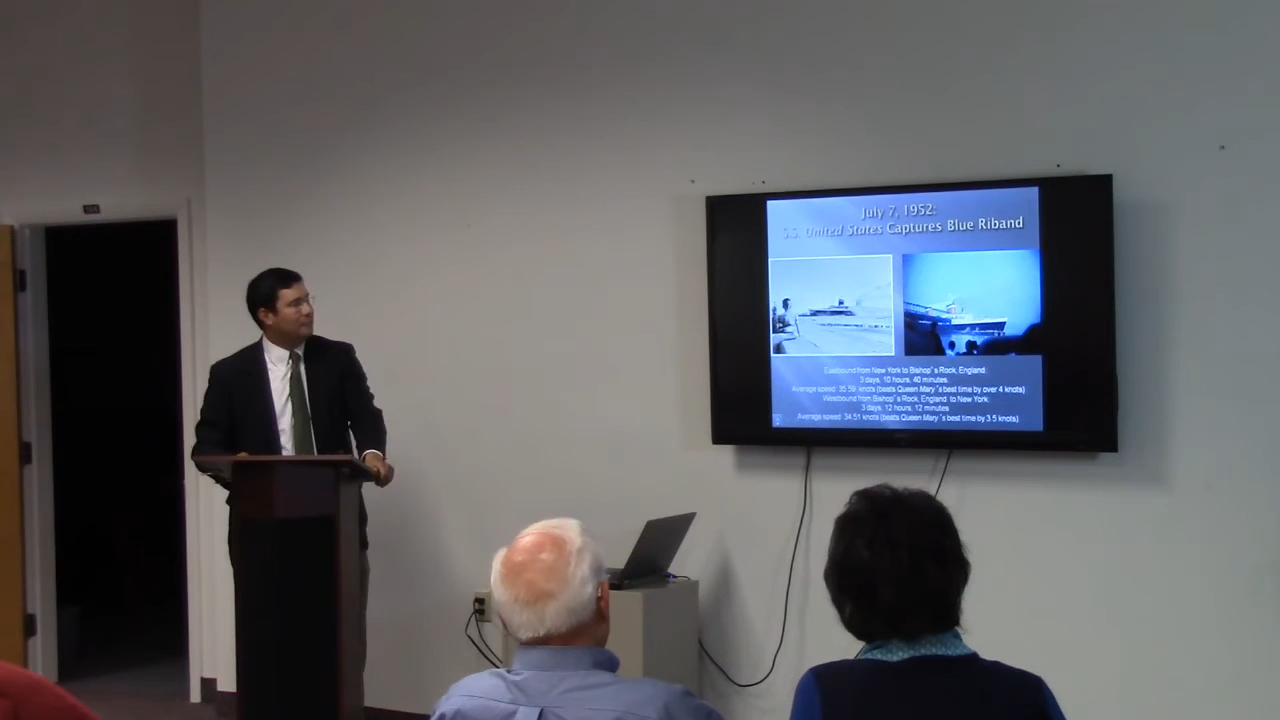 July 7, 1952:
S.S. United States Captures Blue Riband
Eastbound from New York to Bishop's Rock, England:
3 days, 10 hours, 40 minutes.
Average speed: 35.59 knots (beats Queen Mary's best time by over 4 knots)
Westbound from Bishop's Rock, England to New York:
3 days, 12 hours, 12 minutes
Average speed: 34.51 knots (beats Queen Mary's best time by 3.5 knots)